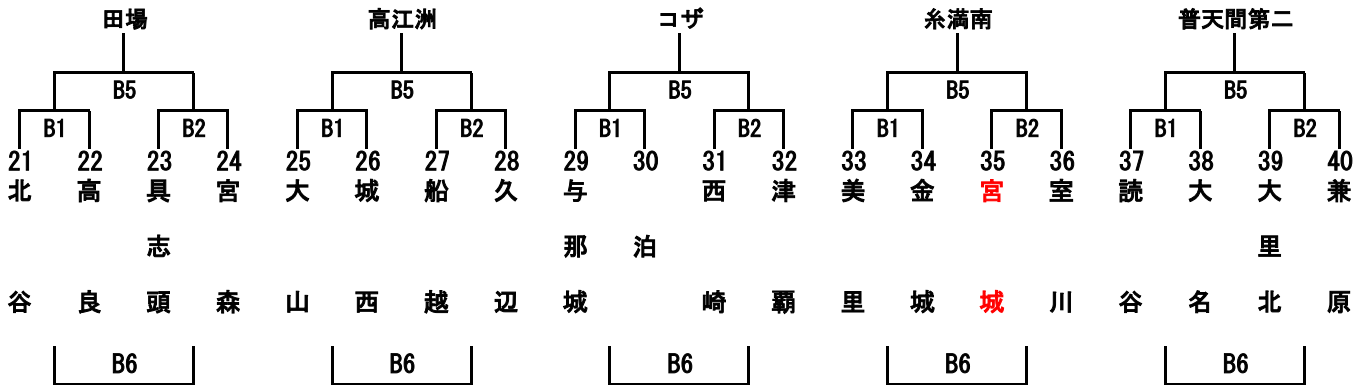 田場 高江洲 コザ 糸満南 普天間第二
B5 B5 B5 B5 B5
B1 B2 B1 B2 B1 B2 B1 B2 B1 B2
21 22 23 24 25 26 27 28 29 30 31 32 33 34 35 36 37 38 39 40
北谷 高良 具志頭 宮森 大山 城西 船越 久辺 与那城 泊 西崎 津覇 美里 金城 宮城 室川 読谷 大名 大里北 兼原
B6 B6 B6 B6 B6